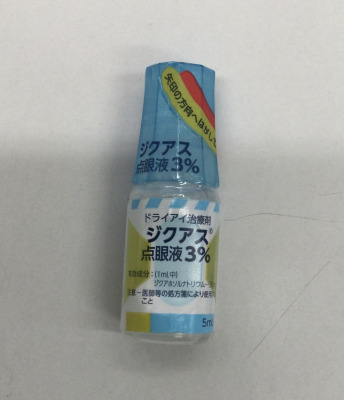 矢印の方向へはがして
ジクアス
点眼液3%
ドライアイ治療剤
ジクアス®
点眼液3%
有効成分:(1mL中)
ジクアホソルナトリウム
注意-医師等の処方箋により使用
こと
5mL